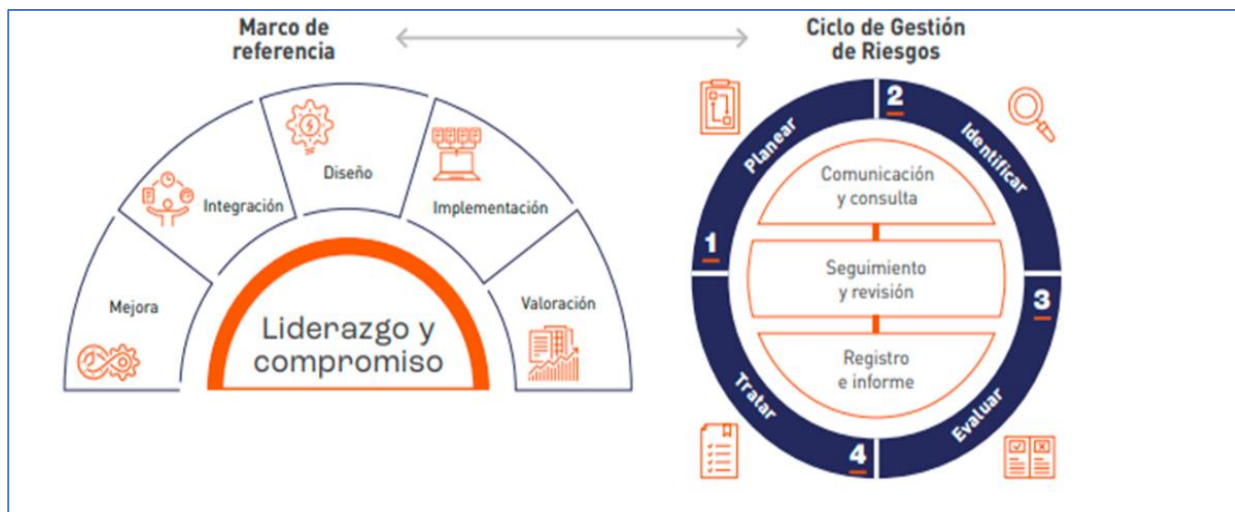 Marco de
referencia
Ciclo de Gestión
de Riesgos
Mejora
Integración
Diseño
Implementación
Valoración
Liderazgo y
compromiso
1
Planear
2
Identificar
3
Evaluar
4
Tratar
Comunicación
y consulta
Seguimiento
y revisión
Registro
e informe